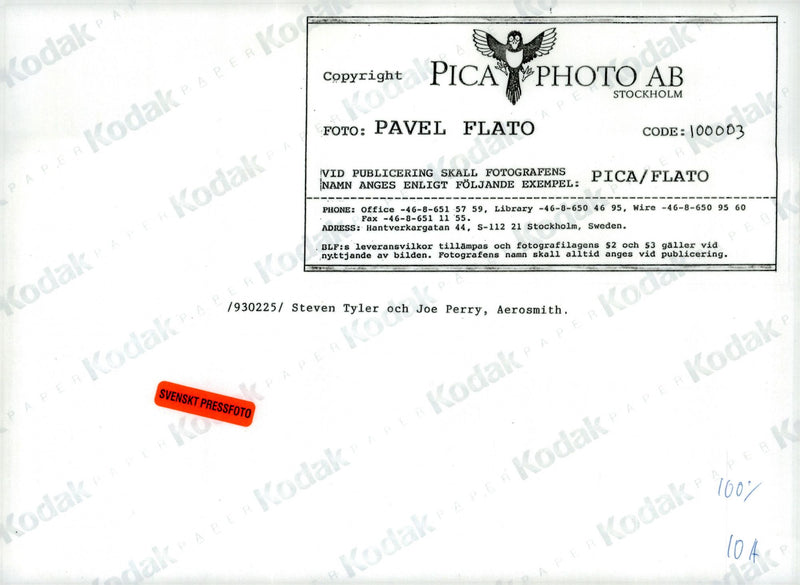 Copyright PICA PHOTO AB
STOCKHOLM
FOTO: PAVEL FLATO CODE: 100003
VID PUBLICERING SKALL FOTOGRAFENS
NAMN ANGES ENLIGT FÖLJANDE EXEMPEL: PICA/FLATO
PHONE: Office -46-8-651 57 59, Library -46-8-650 46 95, Wire -46-8-650 95 60
Fax -46-8-651 11 55.
ADRESS: Hantverkargatan 44, S-112 21 Stockholm, Sweden.
BLF:s leveransvilkor tillämpas och fotografilagens §2 och §3 gäller vid
nyttjande av bilden. Fotografens namn skall alltid anges vid publicering.
/930225/ Steven Tyler och Joe Perry, Aerosmith.
SVENSKT PRESSFOTO
100%
10A
Kodak PAPER